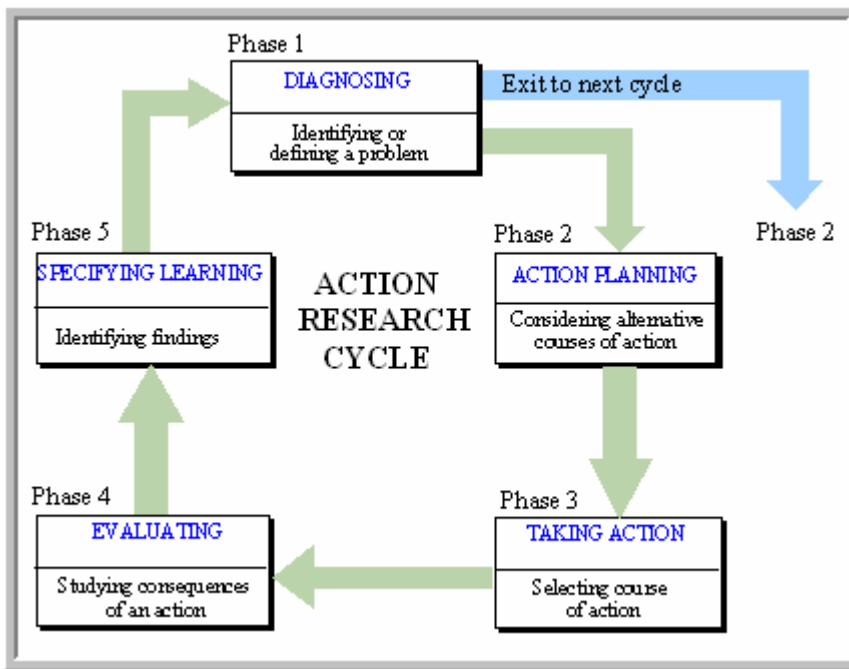 Phase 1
DIAGNOSING
Identifying or
defining a problem
Exit to next cycle
Phase 2
Phase 2
ACTION PLANNING
Considering alternative
courses of action
Phase 3
TAKING ACTION
Selecting course
of action
Phase 4
EVALUATING
Studying consequences
of an action
Phase 5
SPECIFYING LEARNING
Identifying findings
ACTION
RESEARCH
CYCLE